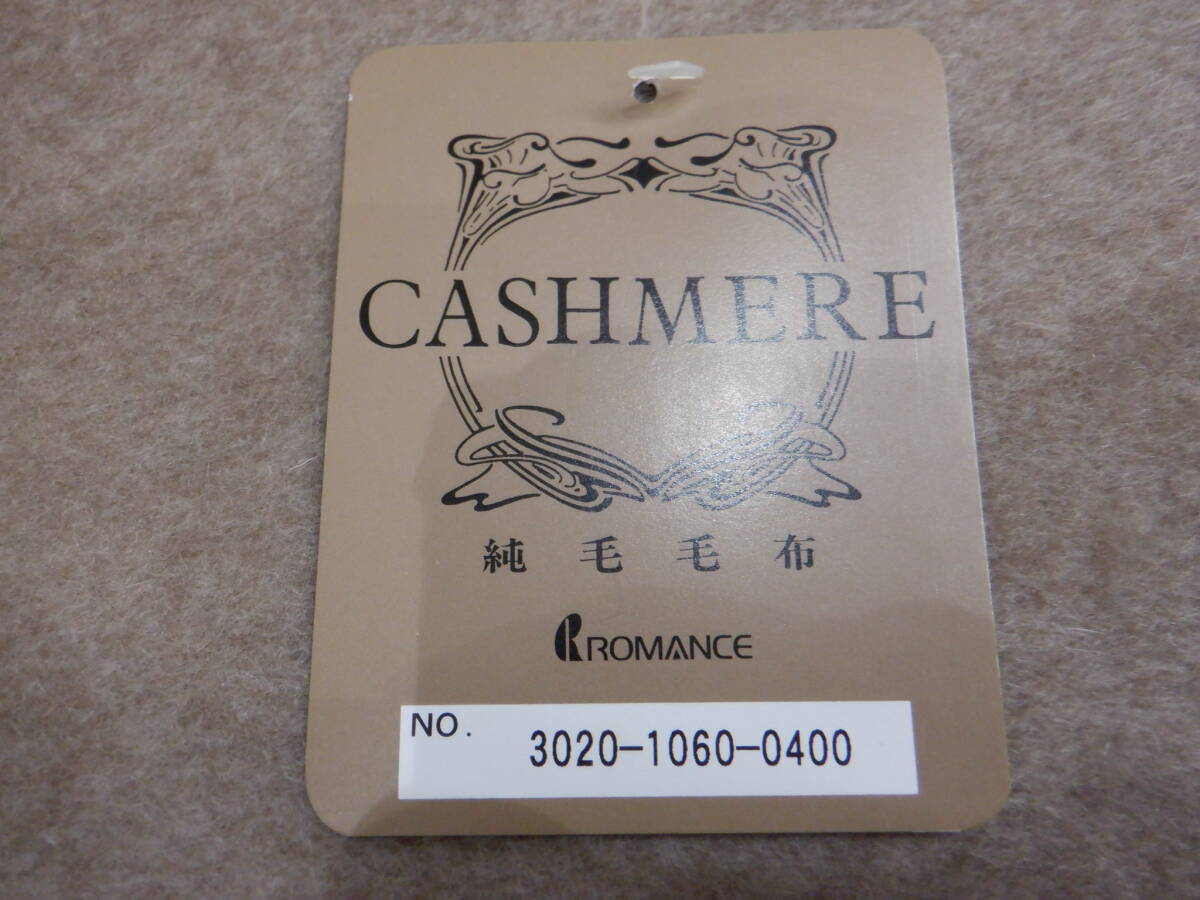 CASHMERE
純毛毛布
ROMANCE
NO. 3020-1060-0400